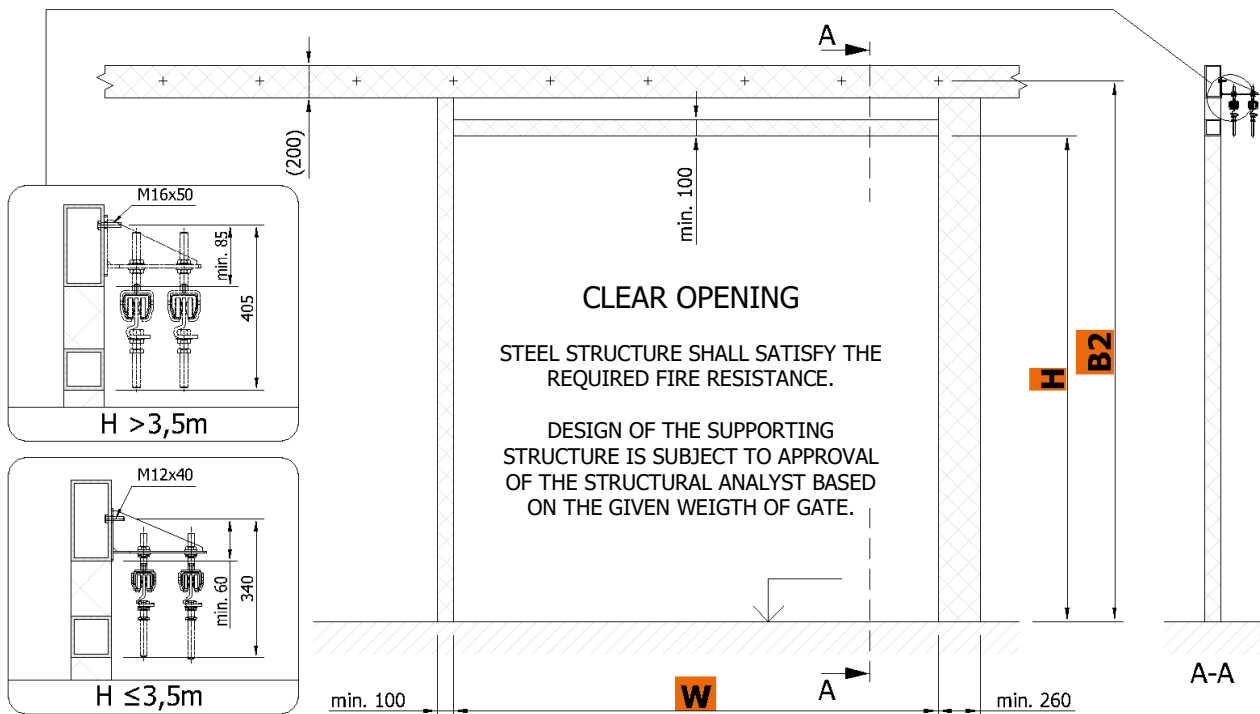 A
(200)
M16x50
min. 85
405
H >3,5m
min. 100
CLEAR OPENING
STEEL STRUCTURE SHALL SATISFY THE
REQUIRED FIRE RESISTANCE.
DESIGN OF THE SUPPORTING
STRUCTURE IS SUBJECT TO APPROVAL
OF THE STRUCTURAL ANALYST BASED
ON THE GIVEN WEIGTH OF GATE.
H
B2
M12x40
min. 60
340
H ≤3,5m
min. 100
W
A
min. 260
A-A